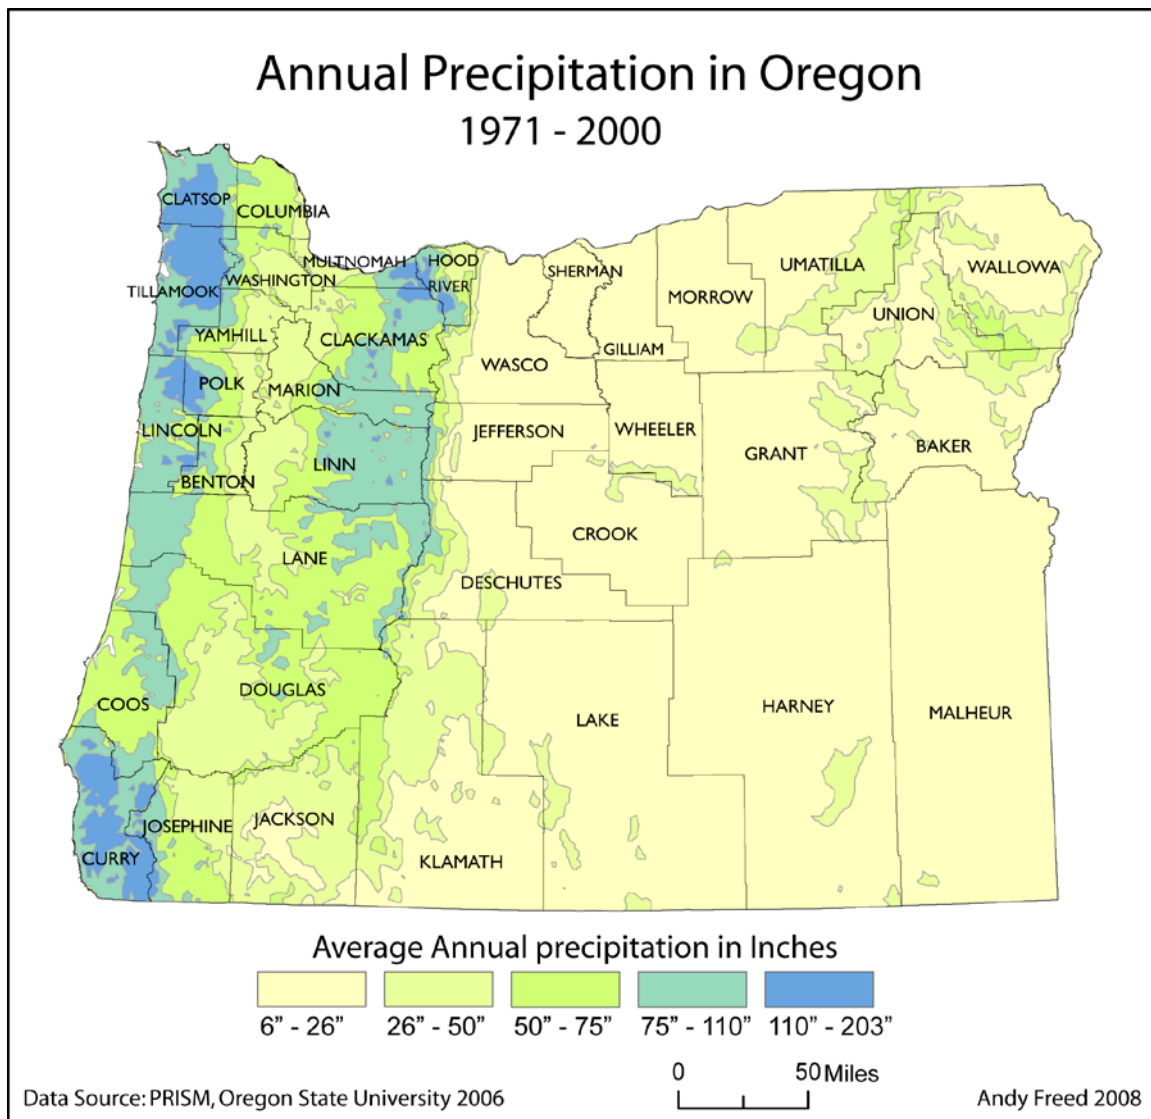 Annual Precipitation in Oregon
1971 - 2000
CLATSOP
COLUMBIA
MULTNOMAH
HOOD
RIVER
SHERMAN
UMATILLA
WALLOWA
TILLAMOOK
WASHINGTON
MORROW
UNION
YAMHILL
CLACKAMAS
GILLIAM
WASCO
POLK
MARION
LINCOLN
JEFFERSON
WHEELER
GRANT
BAKER
LINN
BENTON
CROOK
LANE
DESCHUTES
DOUGLAS
COOS
LAKE
HARNEY
MALHEUR
JOSEPHINE
JACKSON
CURRY
KLAMATH
Average Annual precipitation in Inches
6” - 26” 26” - 50” 50” - 75” 75” - 110” 110” - 203”
0 50 Miles
Data Source: PRISM, Oregon State University 2006 Andy Freed 2008